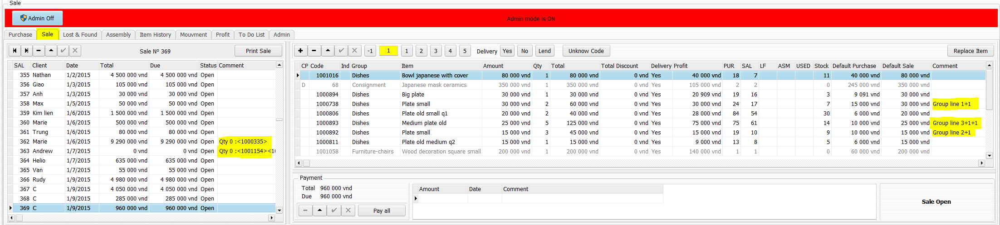 Sale
Admin Off
Admin mode is ON
Purchase Sale Lost & Found Assembly Item History Mouvment Profit To Do List Admin
Sale Nº 369 Print Sale
SAL Client Date Total Due Status Comment
355 Nathan 1/2/2015 4 500 000 vnd 4 500 000 vnd Open
356 Giao 1/3/2015 105 000 vnd 105 000 vnd Open
357 Anh 1/3/2015 30 000 vnd 30 000 vnd Open
358 Max 1/5/2015 50 000 vnd 50 000 vnd Open
359 Kim lien 1/6/2015 1 500 000 vnd 1 500 000 vnd Open
360 Marie 1/6/2015 500 000 vnd 500 000 vnd Open
361 Trung 1/6/2015 80 000 vnd 80 000 vnd Open
362 Marie 1/6/2015 9 290 000 vnd 9 290 000 vnd Open Qty 0 :<1000335>
363 Andrew 1/7/2015 0 vnd 0 vnd Open Qty 0 :<1001154><10
364 Helio 1/7/2015 635 000 vnd 635 000 vnd Open
365 Van 1/7/2015 55 000 vnd 55 000 vnd Open
366 Rudy 1/9/2015 4 980 000 vnd 4 980 000 vnd Open
367 C 1/9/2015 4 050 000 vnd 4 050 000 vnd Open
368 C 1/9/2015 285 000 vnd 285 000 vnd Open
369 C 1/9/2015 960 000 vnd 960 000 vnd Open
-1 1 1 2 3 4 5 Delivery Yes No Lend Unknow Code Replace Item
CP Code Ind Group Item Amount Qty Total Total Discount Delivery Profit PUR SAL LF ASM USED Stock Default Purchase Default Sale Comment
1001016 Dishes Bowl japanese with cover 80 000 vnd 1 80 000 vnd 0 vnd Yes 40 000 vnd 18 7 11 40 000 vnd 80 000 vnd
D 68 Consignment Japanese mask ceramics 350 000 vnd 1 350 000 vnd 0 vnd Yes 105 000 vnd 2 2 0 245 000 vnd 350 000 vnd
1000894 Dishes Big plate 30 000 vnd 1 30 000 vnd 0 vnd Yes 20 909 vnd 19 16 3 9 091 vnd 30 000 vnd
1000738 Dishes Plate small 30 000 vnd 2 60 000 vnd 0 vnd Yes 30 000 vnd 24 17 7 15 000 vnd 30 000 vnd Group line 1+1
1000806 Dishes Plate old small q1 20 000 vnd 2 40 000 vnd 0 vnd Yes 28 000 vnd 84 54 30 6 000 vnd 20 000 vnd
1000893 Dishes Medium plate old 25 000 vnd 5 125 000 vnd 0 vnd Yes 75 000 vnd 75 61 14 10 000 vnd 25 000 vnd Group line 3+1+1
1000892 Dishes Plate small 15 000 vnd 3 45 000 vnd 0 vnd Yes 15 000 vnd 19 10 9 10 000 vnd 15 000 vnd Group line 2+1
1000811 Dishes Plate old medium q2 15 000 vnd 1 15 000 vnd 0 vnd Yes 9 000 vnd 13 8 5 6 000 vnd 15 000 vnd
1001058 Furniture-chairs Wood decoration square small 200 000 vnd 1 200 000 vnd 0 vnd Yes 140 000 vnd 1 1 0 60 000 vnd 200 000 vnd
Payment
Total 960 000 vnd
Due 960 000 vnd
Pay all
Amount Date Comment
Sale Open